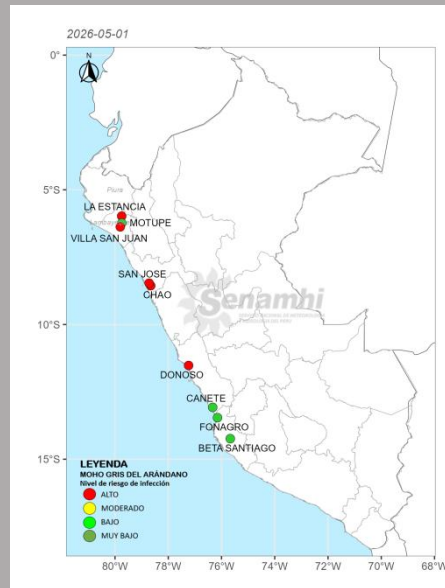 2026-05-01
N
0°
Piura
5°S
LA ESTANCIA
MOTUPE
VILLA SAN JUAN
SAN JOSE
CHAO
Senamhi
10°S
DONOSO
CANETE
FONAGRO
BETA SANTIAGO
15°S
LEYENDA
MOHO GRIS DEL ARÁNDANO
Nivel de riesgo de infección
ALTO
MODERADO
BAJO
MUY BAJO
80°W 78°W 76°W 74°W 72°W 70°W 68°W